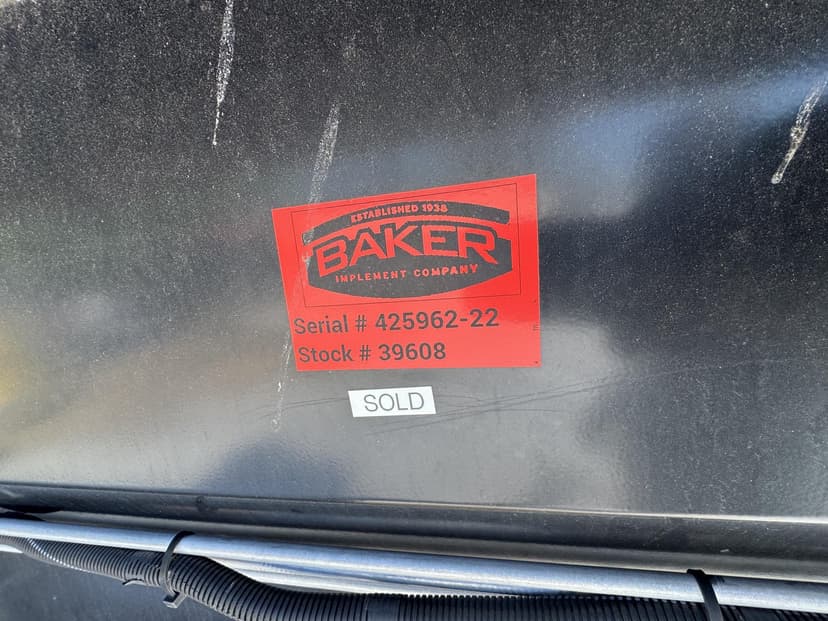 ESTABLISHED 1938
BAKER
IMPLEMENT COMPANY
Serial # 425962-22
Stock # 39608
SOLD